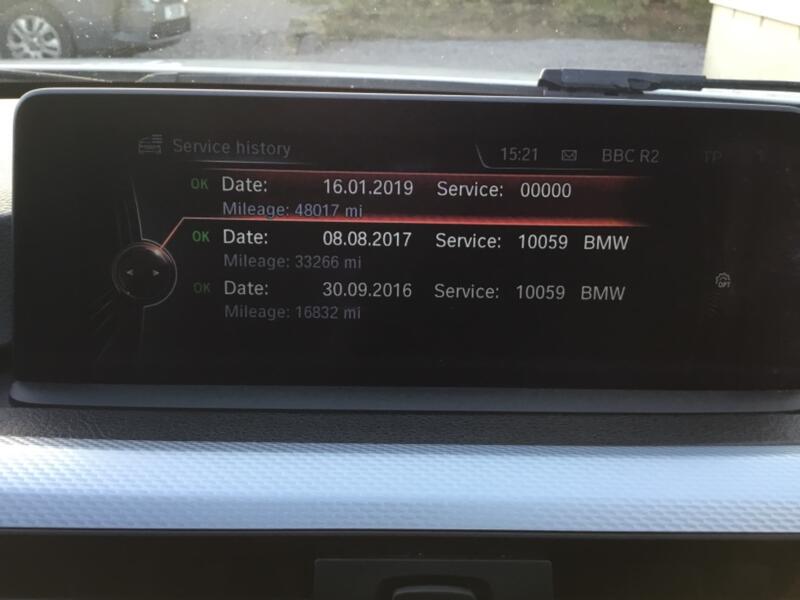 Service history 15:21 BBC R2 TP
OK Date: 16.01.2019 Service: 00000
Mileage: 48017 mi
OK Date: 08.08.2017 Service: 10059 BMW
Mileage: 33266 mi
OK Date: 30.09.2016 Service: 10059 BMW
Mileage: 16832 mi
OPT